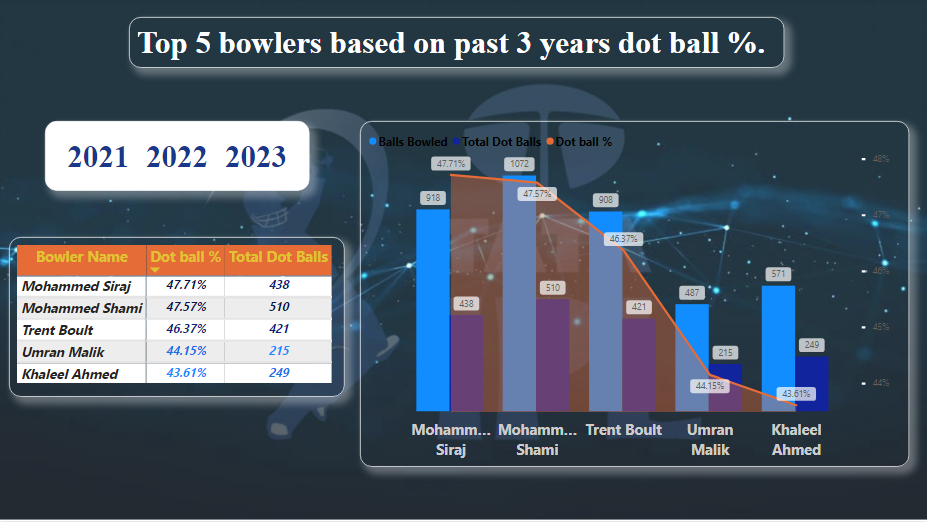 Top 5 bowlers based on past 3 years dot ball %.
2021 2022 2023
Bowler Name Dot ball % Total Dot Balls
Mohammed Siraj 47.71% 438
Mohammed Shami 47.57% 510
Trent Boult 46.37% 421
Umran Malik 44.15% 215
Khaleel Ahmed 43.61% 249
Balls Bowled Total Dot Balls Dot ball %
47.71% 1072 48%
918 47.57% 908
47%
46.37%
46%
571
487
438 510 421
45%
215 249
44.15% 43.61% 44%
Mohamm... Mohamm... Trent Boult Umran Khaleel
Siraj Shami Malik Ahmed